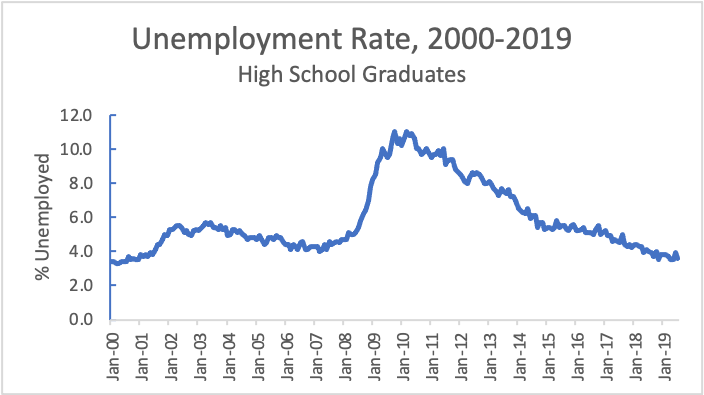 Unemployment Rate, 2000-2019
High School Graduates
% Unemployed
12.0
10.0
8.0
6.0
4.0
2.0
0.0
Jan-00
Jan-01
Jan-02
Jan-03
Jan-04
Jan-05
Jan-06
Jan-07
Jan-08
Jan-09
Jan-10
Jan-11
Jan-12
Jan-13
Jan-14
Jan-15
Jan-16
Jan-17
Jan-18
Jan-19